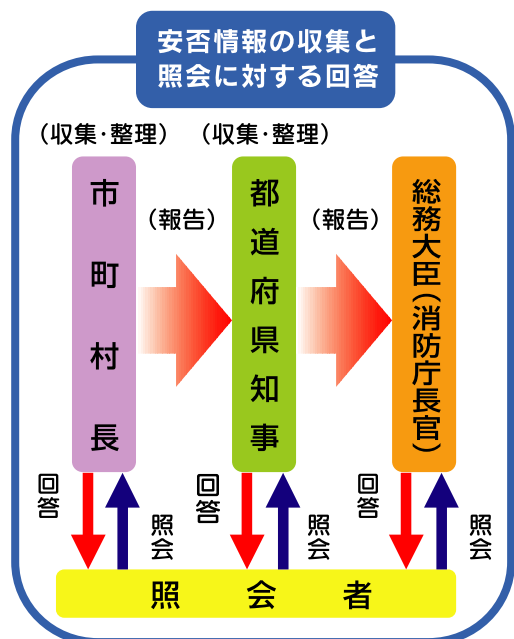 安否情報の収集と
照会に対する回答
（収集・整理）
（収集・整理）
市町村長
（報告）
都道府県知事
（報告）
総務大臣（消防庁長官）
回答
照会
回答
照会
回答
照会
照会者